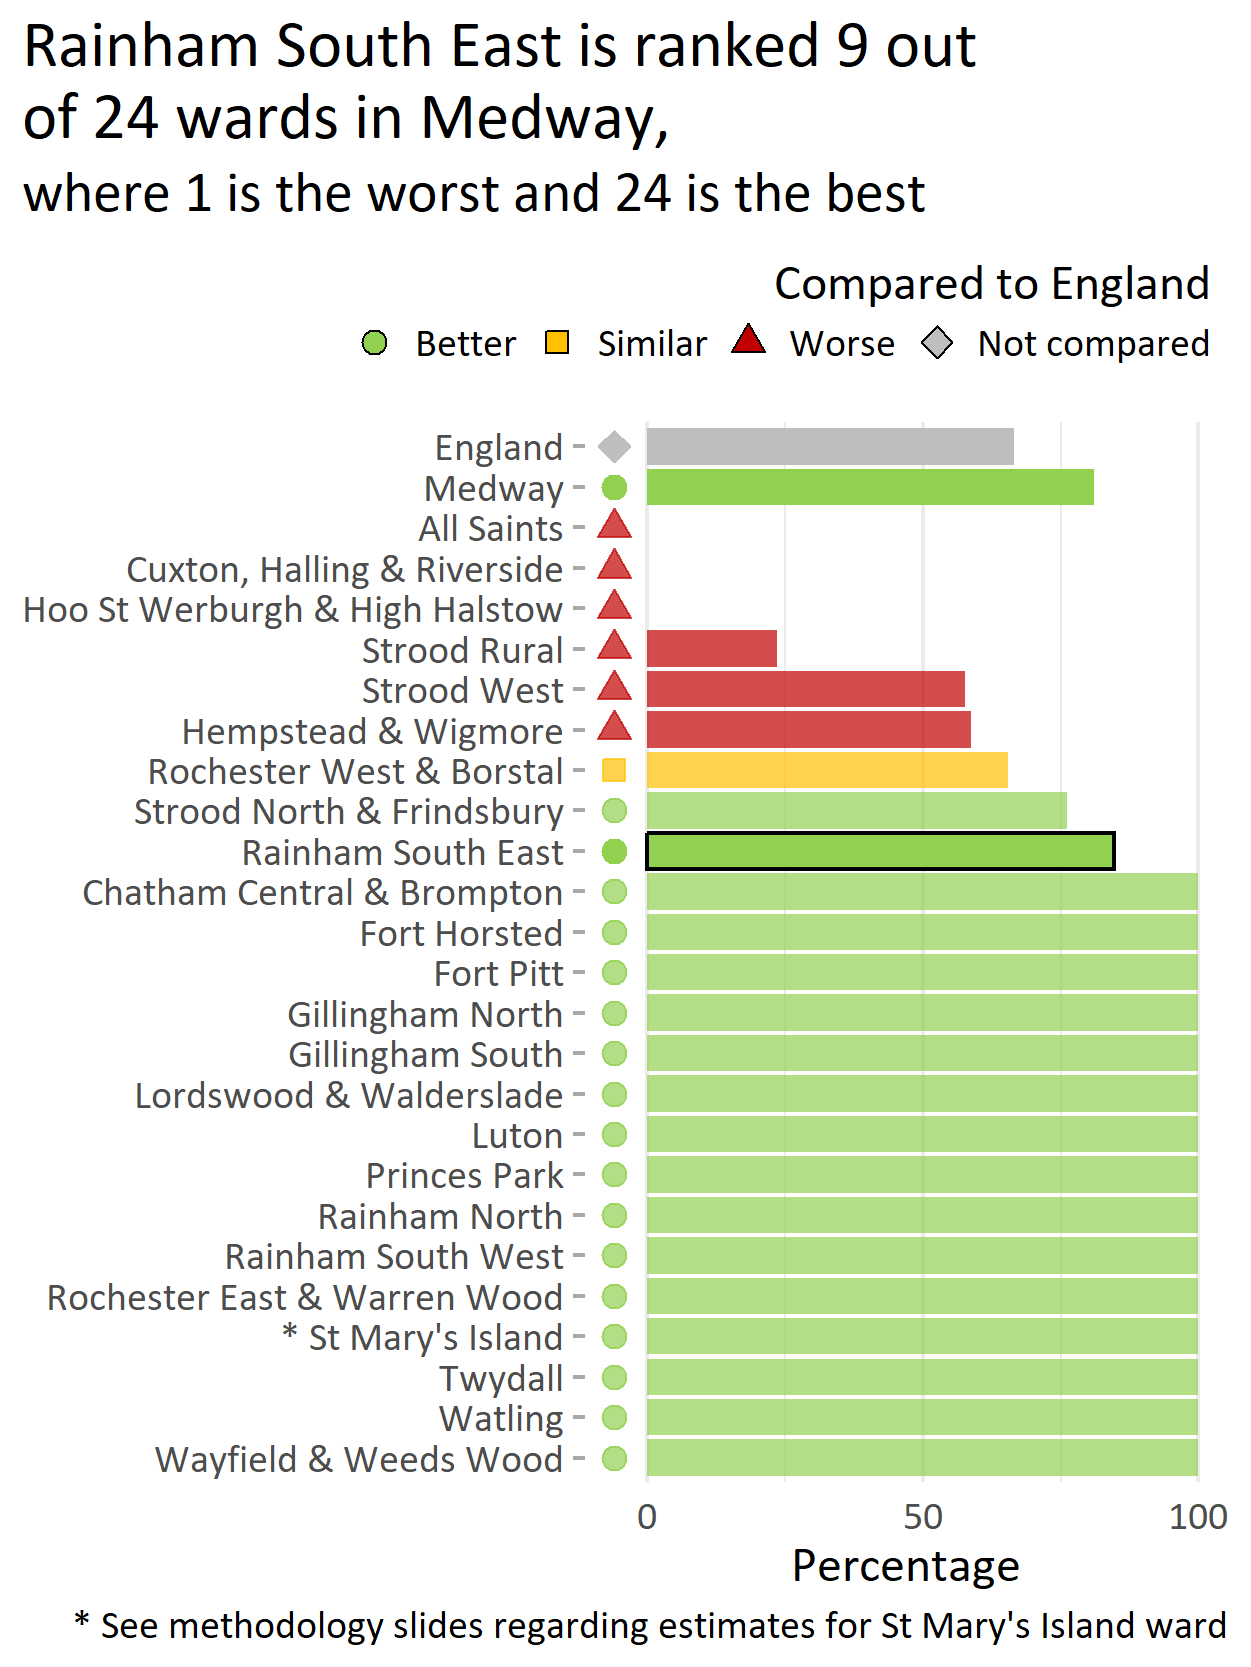 Rainham South East is ranked 9 out
of 24 wards in Medway,
where 1 is the worst and 24 is the best
Compared to England
Better Similar Worse Not compared
England
Medway
All Saints
Cuxton, Halling & Riverside
Hoo St Werburgh & High Halstow
Strood Rural
Strood West
Hempstead & Wigmore
Rochester West & Borstal
Strood North & Frindsbury
Rainham South East
Chatham Central & Brompton
Fort Horsted
Fort Pitt
Gillingham North
Gillingham South
Lordswood & Walderslade
Luton
Princes Park
Rainham North
Rainham South West
Rochester East & Warren Wood
* St Mary's Island
Twydall
Watling
Wayfield & Weeds Wood
0 50 100
Percentage
* See methodology slides regarding estimates for St Mary's Island ward